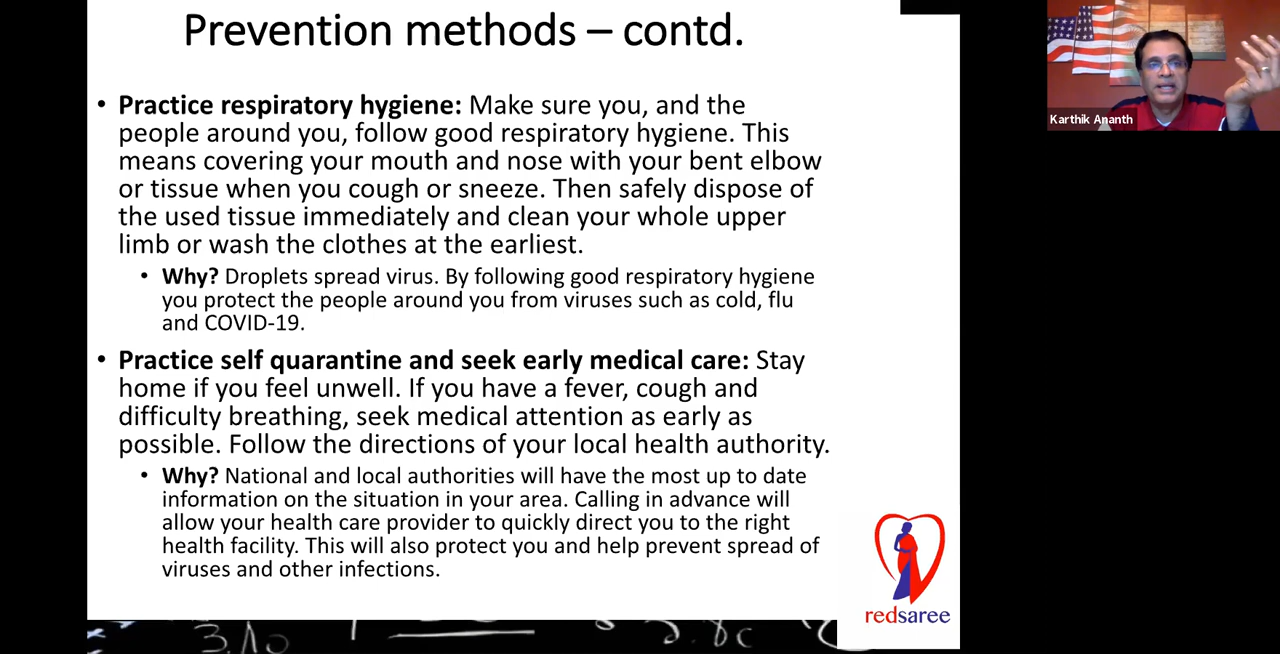 Prevention methods – contd.
• Practice respiratory hygiene: Make sure you, and the
people around you, follow good respiratory hygiene. This
means covering your mouth and nose with your bent elbow
or tissue when you cough or sneeze. Then safely dispose of
the used tissue immediately and clean your whole upper
limb or wash the clothes at the earliest.
• Why? Droplets spread virus. By following good respiratory hygiene
you protect the people around you from viruses such as cold, flu
and COVID-19.
• Practice self quarantine and seek early medical care: Stay
home if you feel unwell. If you have a fever, cough and
difficulty breathing, seek medical attention as early as
possible. Follow the directions of your local health authority.
• Why? National and local authorities will have the most up to date
information on the situation in your area. Calling in advance will
allow your health care provider to quickly direct you to the right
health facility. This will also protect you and help prevent spread of
viruses and other infections.
redsaree
Karthik Ananth